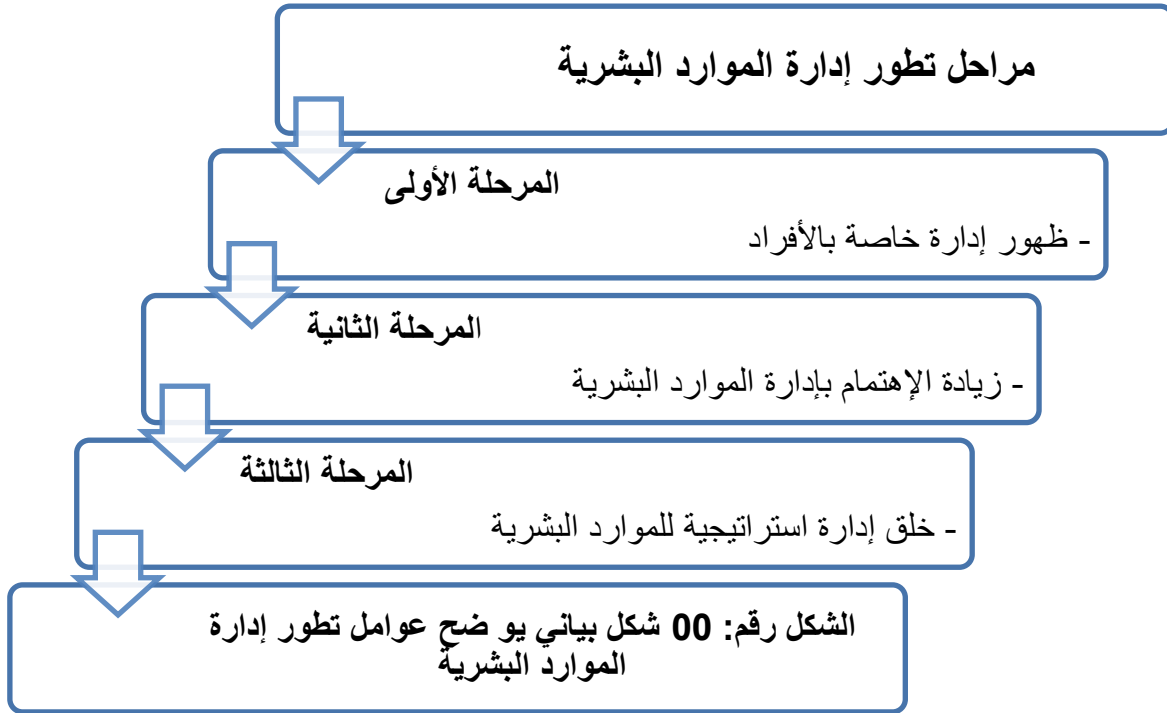 مراحل تطور إدارة الموارد البشرية
المرحلة الأولى
- ظهور إدارة خاصة بالأفراد
المرحلة الثانية
- زيادة الإهتمام بإدارة الموارد البشرية
المرحلة الثالثة
- خلق إدارة استراتيجية للموارد البشرية
الشكل رقم: 00 شكل بياني يو ضح عوامل تطور إدارة
الموارد البشرية